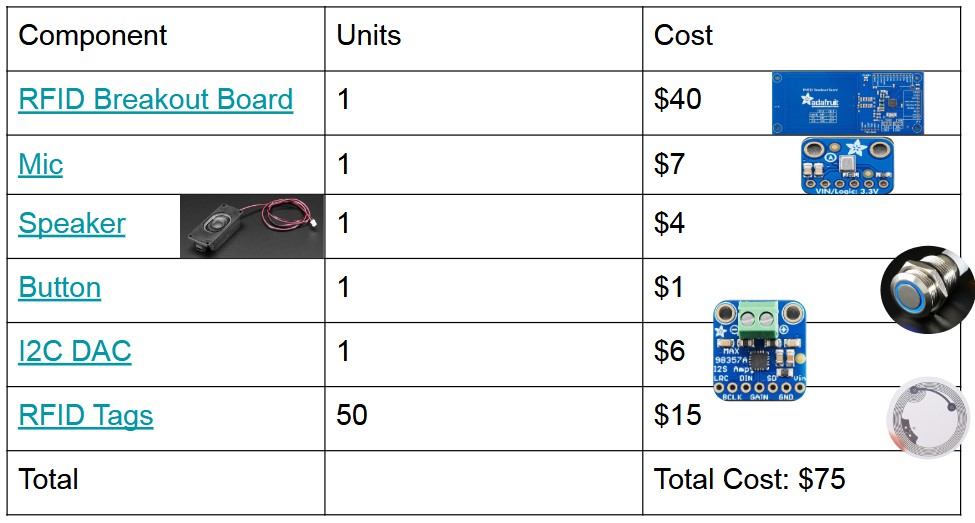 Component Units Cost
RFID Breakout Board 1 $40
adafruit
Mic 1 $7
VIN/Logic: 3.3V
Speaker 1 $4
Button 1 $1
I2C DAC 1 $6
MAX
98357A
I2S Amp
LRC DIN SD Vin
BCLK GAIN GND
RFID Tags 50 $15
Total Total Cost: $75